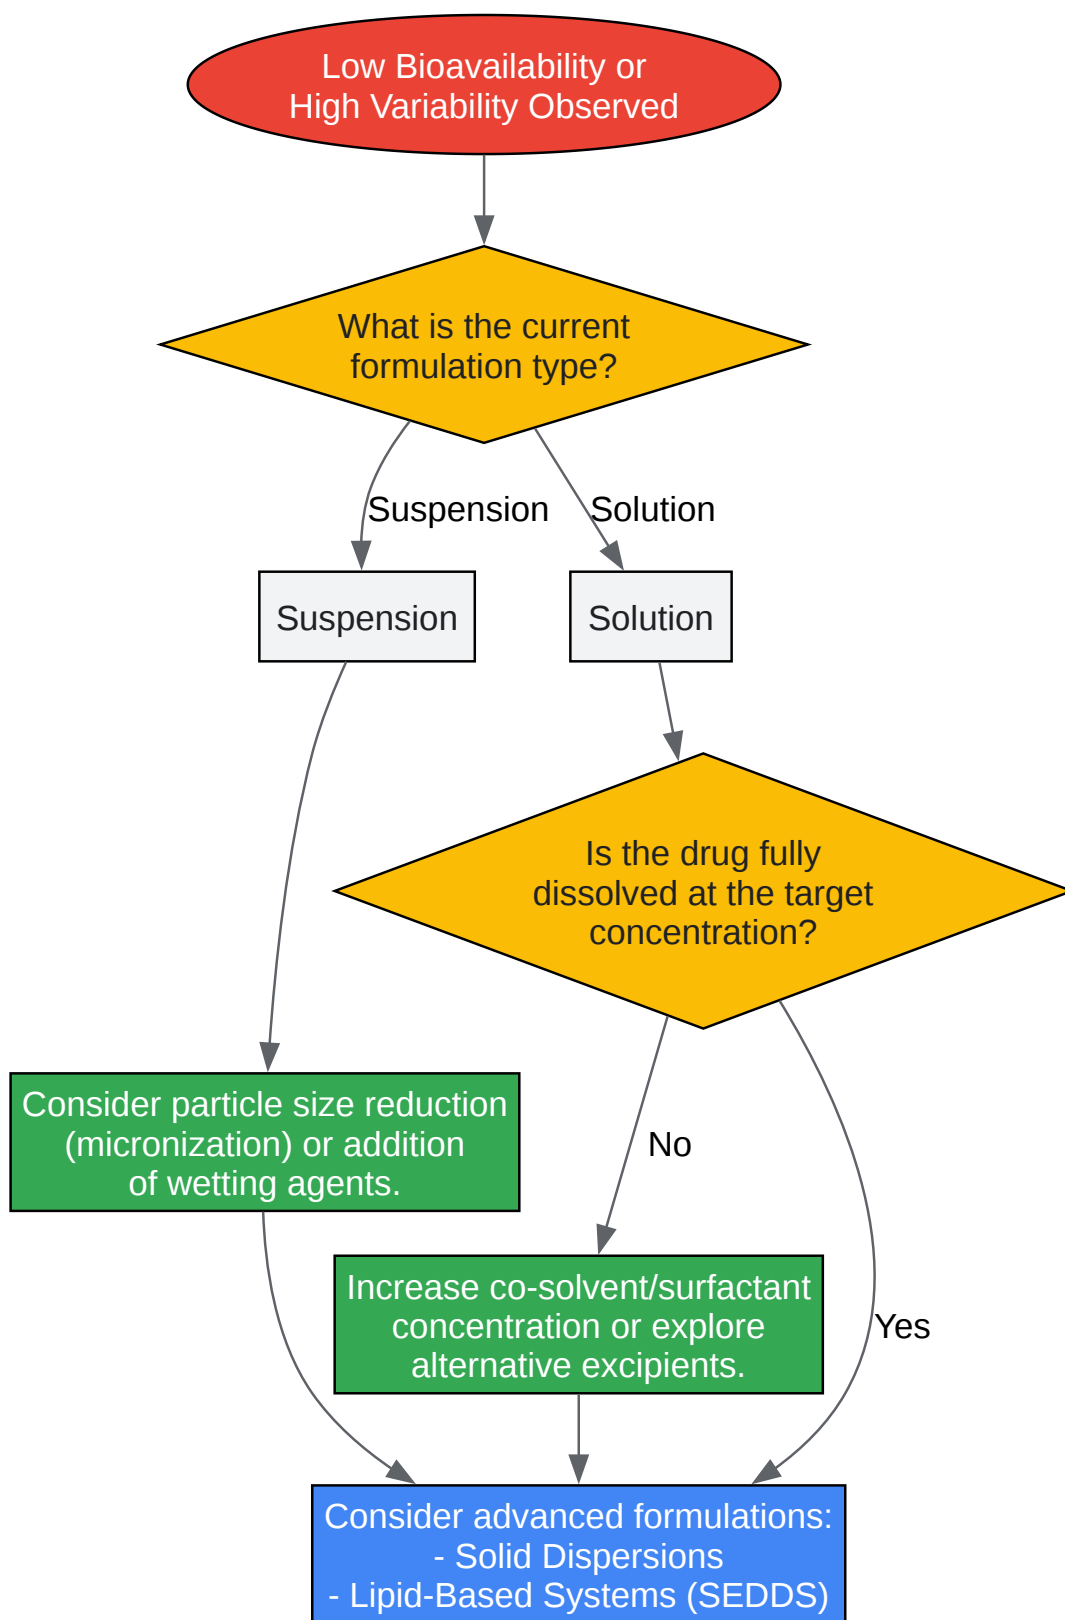 Low Bioavailability or
High Variability Observed
What is the current
formulation type?
Suspension
Solution
Suspension
Solution
Is the drug fully
dissolved at the target
concentration?
Consider particle size reduction
(micronization) or addition
of wetting agents.
No
Increase co-solvent/surfactant
concentration or explore
alternative excipients.
Yes
Consider advanced formulations:
- Solid Dispersions
- Lipid-Based Systems (SEDDS)